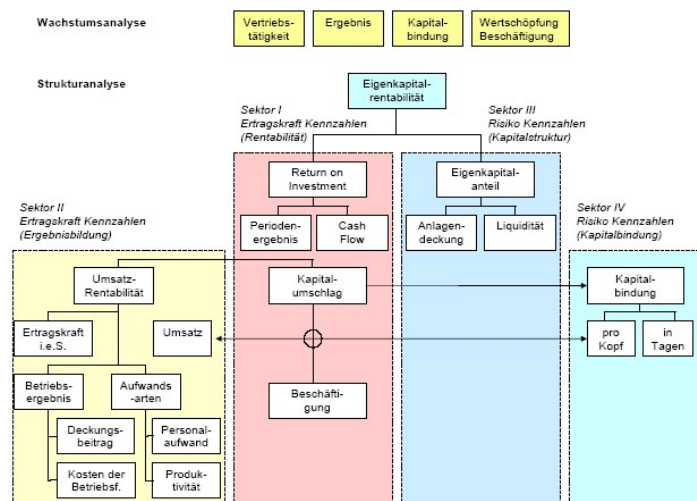 Wachstumsanalyse
Vertriebs-
tätigkeit
Ergebnis
Kapital-
bindung
Wertschöpfung
Beschäftigung
Strukturanalyse
Eigenkapital-
rentabilität
Sektor I
Ertragskraft Kennzahlen
(Rentabilität)
Sektor III
Risiko Kennzahlen
(Kapitalstruktur)
Return on
Investment
Eigenkapital-
anteil
Perioden-
ergebnis
Cash
Flow
Anlagen-
deckung
Liquidität
Sektor II
Ertragskraft Kennzahlen
(Ergebnisbildung)
Sektor IV
Risiko Kennzahlen
(Kapitalbindung)
Umsatz-
Rentabilität
Kapital-
umschlag
Kapital-
bindung
Ertragskraft
i.e.S.
Umsatz
pro
Kopf
in
Tagen
Betriebs-
ergebnis
Aufwands
-arten
Beschäfti-
gung
Deckungs-
beitrag
Personal-
aufwand
Kosten der
Betriebsf.
Produk-
tivität